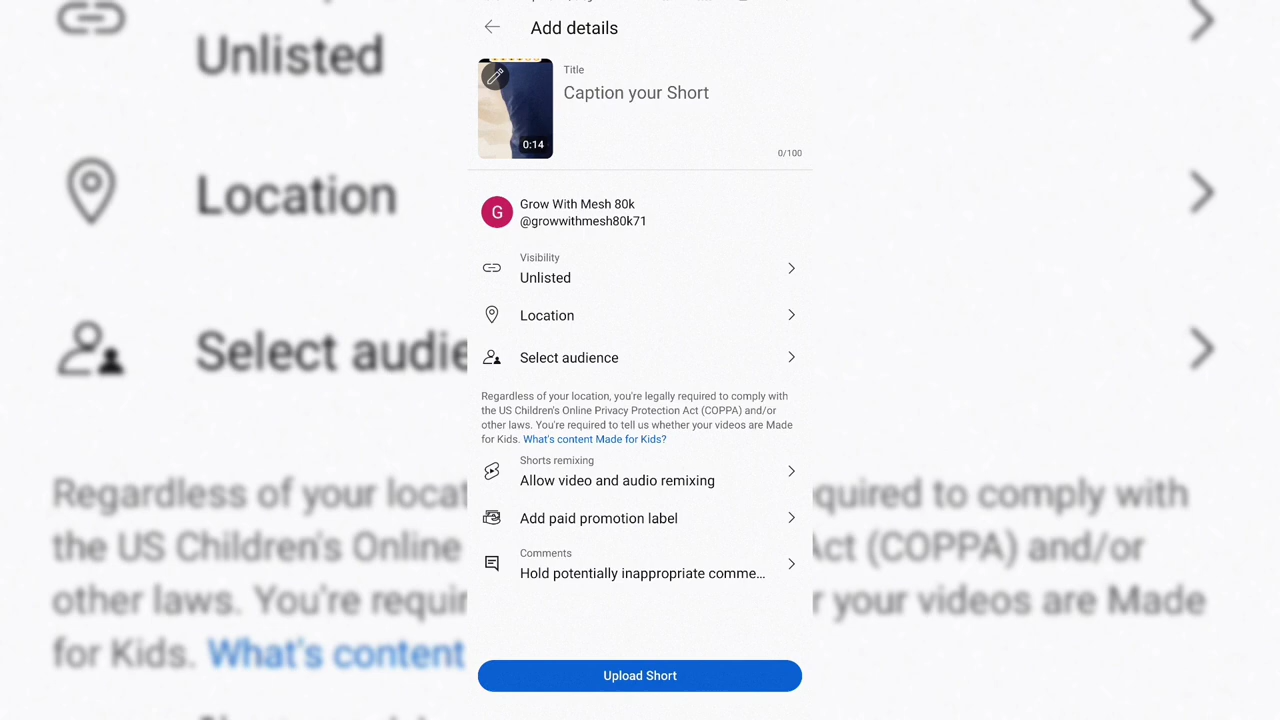 Add details
Title
Caption your Short
0:14
0/100
G
Grow With Mesh 80k
@growwithmesh80k71
Visibility
Unlisted
Location
Select audience
Regardless of your location, you're legally required to comply with
the US Children's Online Privacy Protection Act (COPPA) and/or
other laws. You're required to tell us whether your videos are Made
for Kids. What's content Made for Kids?
Shorts remixing
Allow video and audio remixing
Add paid promotion label
Comments
Hold potentially inappropriate comme...
Upload Short
Unlisted
Location
Select audie
Regardless of your locat
quired to comply with
the US Children's Online
Act (COPPA) and/or
other laws. You're requir
r your videos are Made
for Kids. What's content